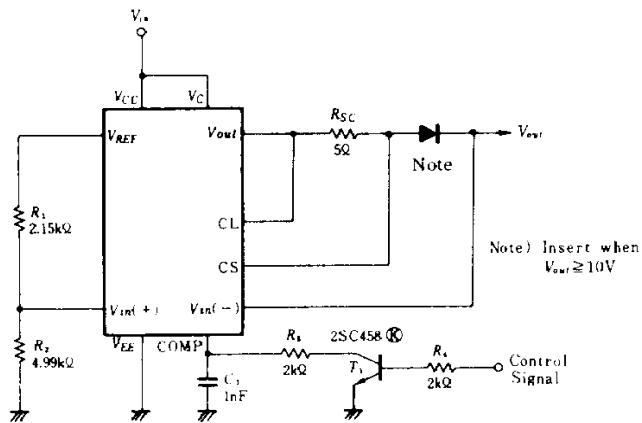 Vin
VCC
VC
VREF
Vout
RSC
5Ω
Vout
Note
R1
2.15kΩ
CL
CS
Note) Insert when
Vout≧10V
Vin(+)
Vin(−)
R2
4.99kΩ
VEE
COMP
R3
2kΩ
2SC458 Ⓚ
T1
R4
2kΩ
Control
Signal
C1
1nF